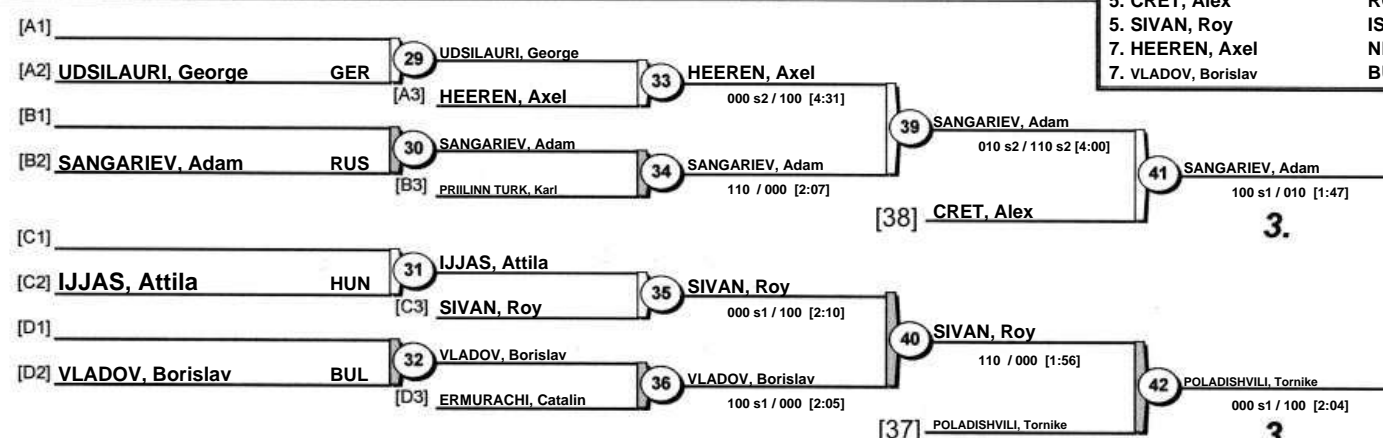 5. CRET, Alex
5. SIVAN, Roy
7. HEEREN, Axel
7. VLADOV, Borislav
[A1]
[A2] UDSILAURI, George GER
29
UDSILAURI, George
[A3] HEEREN, Axel
33
HEEREN, Axel
000 s2 / 100 [4:31]
[B1]
[B2] SANGARIEV, Adam RUS
30
SANGARIEV, Adam
[B3] PRIILINN TURK, Karl
34
SANGARIEV, Adam
110 / 000 [2:07]
39
SANGARIEV, Adam
010 s2 / 110 s2 [4:00]
[38] CRET, Alex
41
SANGARIEV, Adam
100 s1 / 010 [1:47]
3.
[C1]
[C2] IJJAS, Attila HUN
31
IJJAS, Attila
[C3] SIVAN, Roy
35
SIVAN, Roy
000 s1 / 100 [2:10]
[D1]
[D2] VLADOV, Borislav BUL
32
VLADOV, Borislav
[D3] ERMURACHI, Catalin
36
VLADOV, Borislav
100 s1 / 000 [2:05]
40
SIVAN, Roy
110 / 000 [1:56]
[37] POLADISHVILI, Tornike
42
POLADISHVILI, Tornike
000 s1 / 100 [2:04]
3